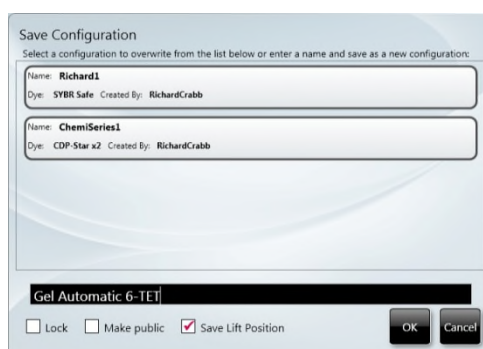 Save Configuration
Select a configuration to overwrite from the list below or enter a name and save as a new configuration:
Name: Richard1
Dye: SYBR Safe Created By: RichardCrabb
Name: ChemiSeries1
Dye: CDP-Star x2 Created By: RichardCrabb
Gel Automatic 6-TET
Lock Make public Save Lift Position OK Cancel